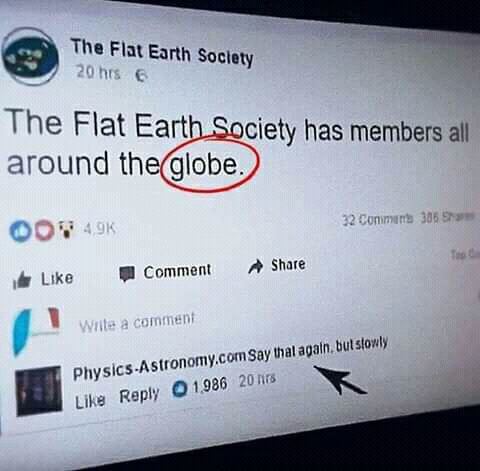 The Flat Earth Society
20 hrs
The Flat Earth Society has members all
around the globe.
4.9K
32 Comments 386 Shares
Like
Comment
Share
Top
Write a comment
Physics-Astronomy.com Say that again, but slowly
Like Reply 1,986 20 hrs